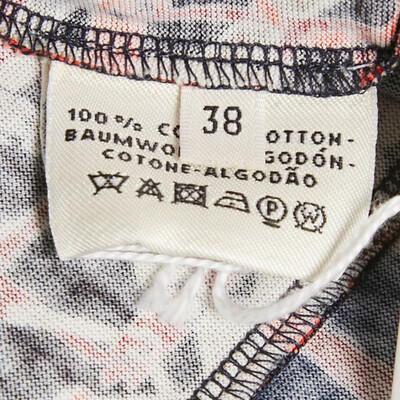 38
100% CO OTTON-
BAUMWO GODÓN-
COTONE-ALGODÃO
P W